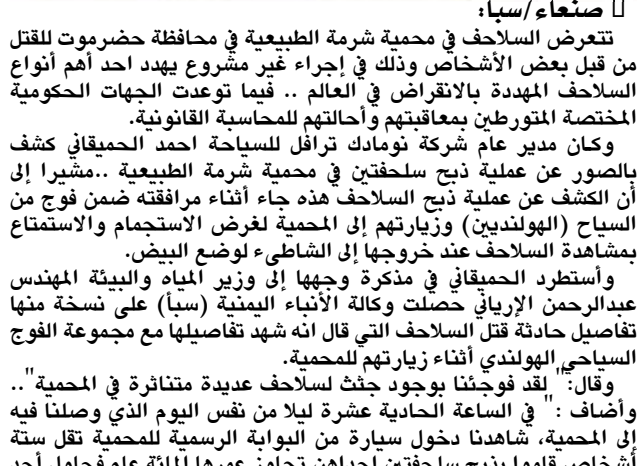 صنعاء/سبأ:
تتعرض السلاحف في محمية شرمة الطبيعية في محافظة حضرموت للقتل
من قبل بعض الأشخاص وذلك في إجراء غير مشروع يهدد احد أهم أنواع
السلاحف المهددة بالانقراض في العالم .. فيما توعدت الجهات الحكومية
المختصة المتورطين بمعاقبتهم وأحالتهم للمحاسبة القانونية.
وكان مدير عام شركة نومادك ترافل للسياحة احمد الحميقاني كشف
بالصور عن عملية ذبح سلحفتين في محمية شرمة الطبيعية ..مشيرا إلى
أن الكشف عن عملية ذبح السلاحف هذه جاء أثناء مرافقته ضمن فوج من
السياح (الهولنديين) وزيارتهم إلى المحمية لغرض الاستجمام والاستمتاع
بمشاهدة السلاحف عند خروجها إلى الشاطىء لوضع البيض.
وأستطرد الحميقاني في مذكرة وجهها إلى وزير المياه والبيئة المهندس
عبدالرحمن الإرياني حصلت وكالة الأنباء اليمنية (سبأ) على نسخة منها
تفاصيل حادثة قتل السلاحف التي قال انه شهد تفاصيلها مع مجموعة الفوج
السياحي الهولندي أثناء زيارتهم للمحمية.
وقال:" لقد فوجئنا بوجود جثث لسلاحف عديدة متناثرة في المحمية"..
وأضاف :" في الساعة الحادية عشرة ليلا من نفس اليوم الذي وصلنا فيه
إلى المحمية، شاهدنا دخول سيارة من البوابة الرسمية للمحمية تقل ستة
أشخاص قاموا بذبح سلحفتين إحداهن تجاوز عمرها المائة عام فحاول أحد